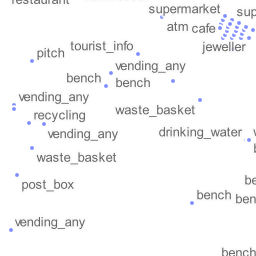 restaurant
supermarket
sup
atm cafe
tourist_info
jeweller
pitch
vending_any
bench
bench
vending_any
waste_basket
recycling
vending_any
drinking_water
waste_basket
be
post_box
bench
ben
vending_any
bench